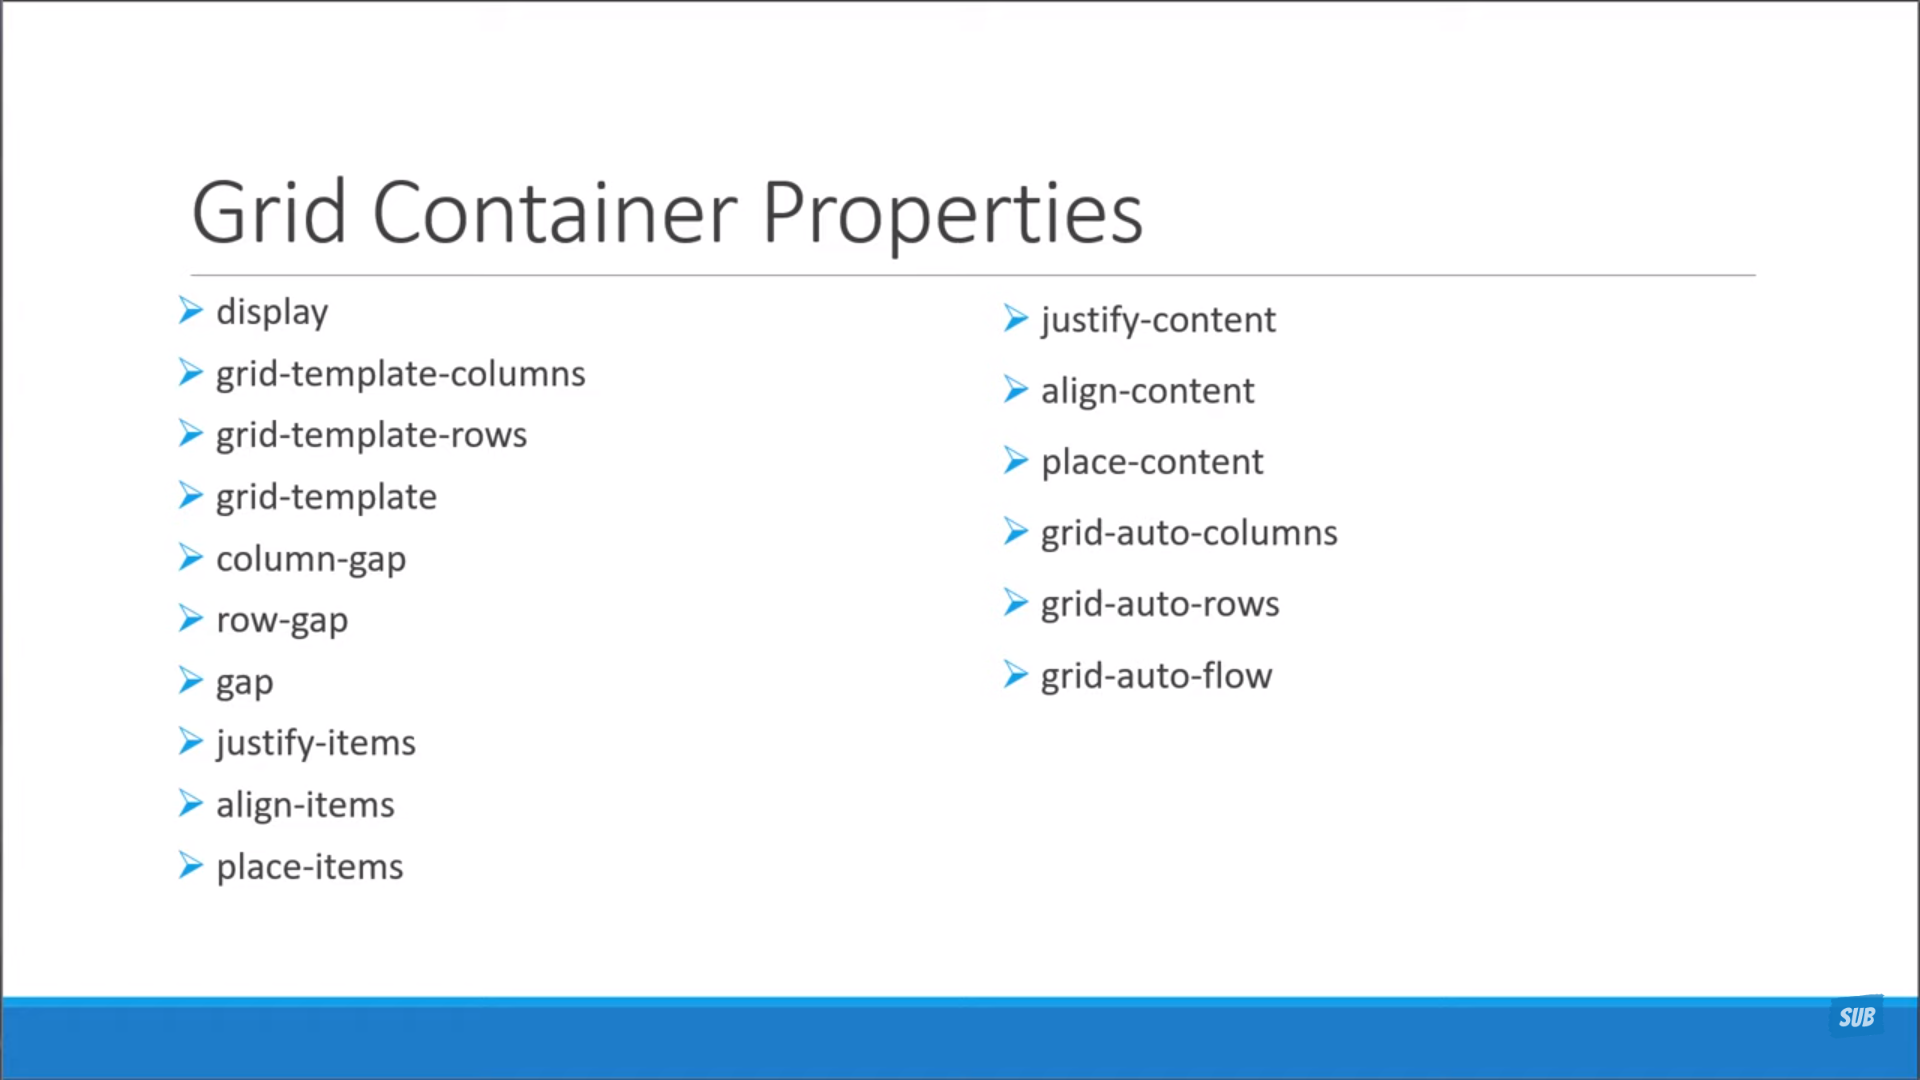 Grid Container Properties
display
grid-template-columns
grid-template-rows
grid-template
column-gap
row-gap
gap
justify-items
align-items
place-items
justify-content
align-content
place-content
grid-auto-columns
grid-auto-rows
grid-auto-flow
SUB